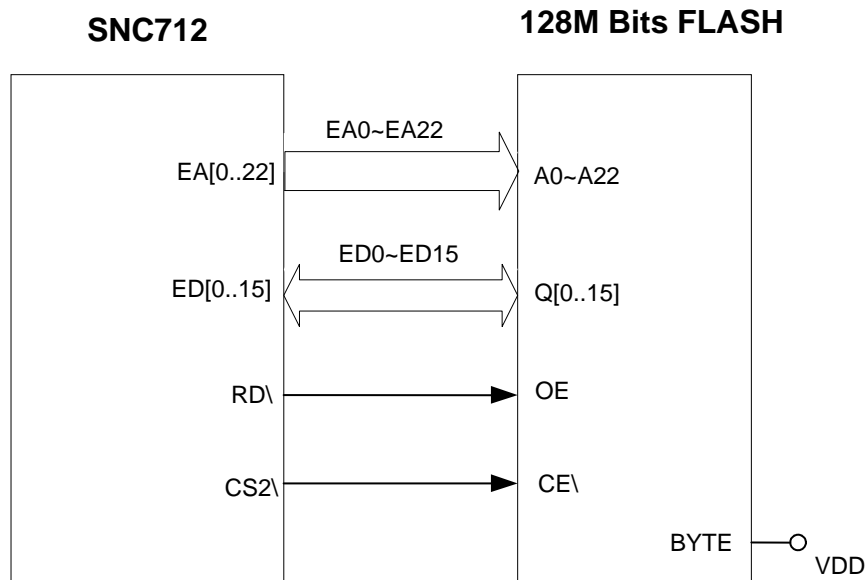 SNC712
128M Bits FLASH
EA0~EA22
EA[0..22]
A0~A22
ED0~ED15
ED[0..15]
Q[0..15]
RD\
OE
CS2\
CE\
BYTE
VDD